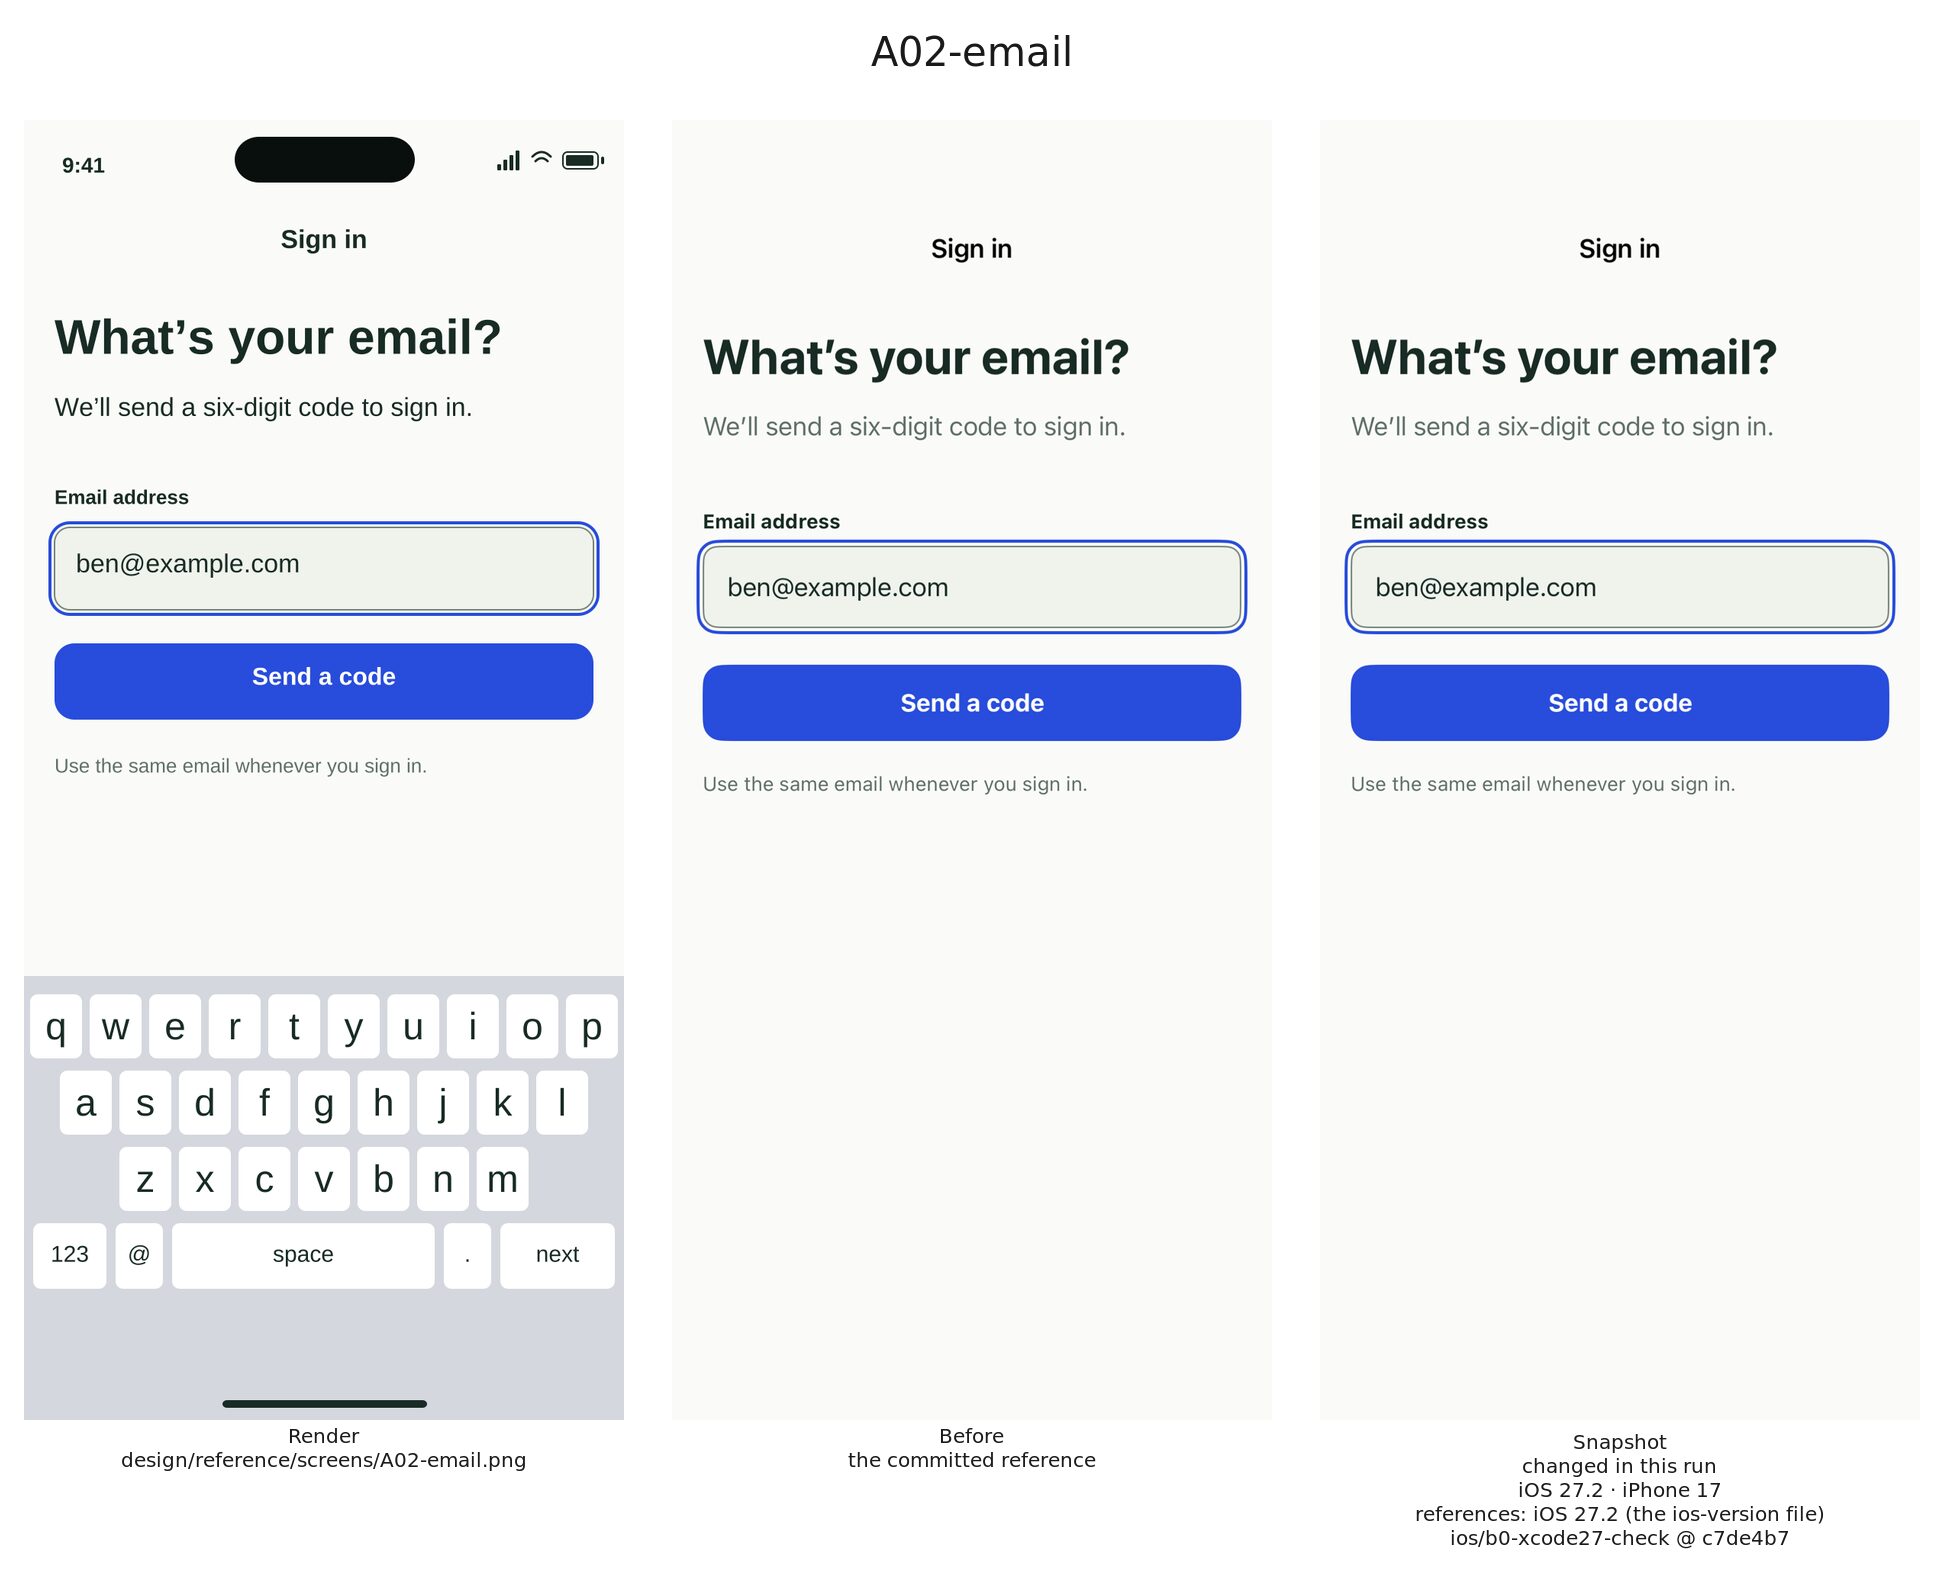 A02-email
9:41
Sign in
What’s your email?
We’ll send a six-digit code to sign in.
Email address
ben@example.com
Send a code
Use the same email whenever you sign in.
q w e r t y u i o p
a s d f g h j k l
z x c v b n m
123 @ space . next
Render
design/reference/screens/A02-email.png
Sign in
What’s your email?
We’ll send a six-digit code to sign in.
Email address
ben@example.com
Send a code
Use the same email whenever you sign in.
Before
the committed reference
Sign in
What’s your email?
We’ll send a six-digit code to sign in.
Email address
ben@example.com
Send a code
Use the same email whenever you sign in.
Snapshot
changed in this run
iOS 27.2 · iPhone 17
references: iOS 27.2 (the ios-version file)
ios/b0-xcode27-check @ c7de4b7